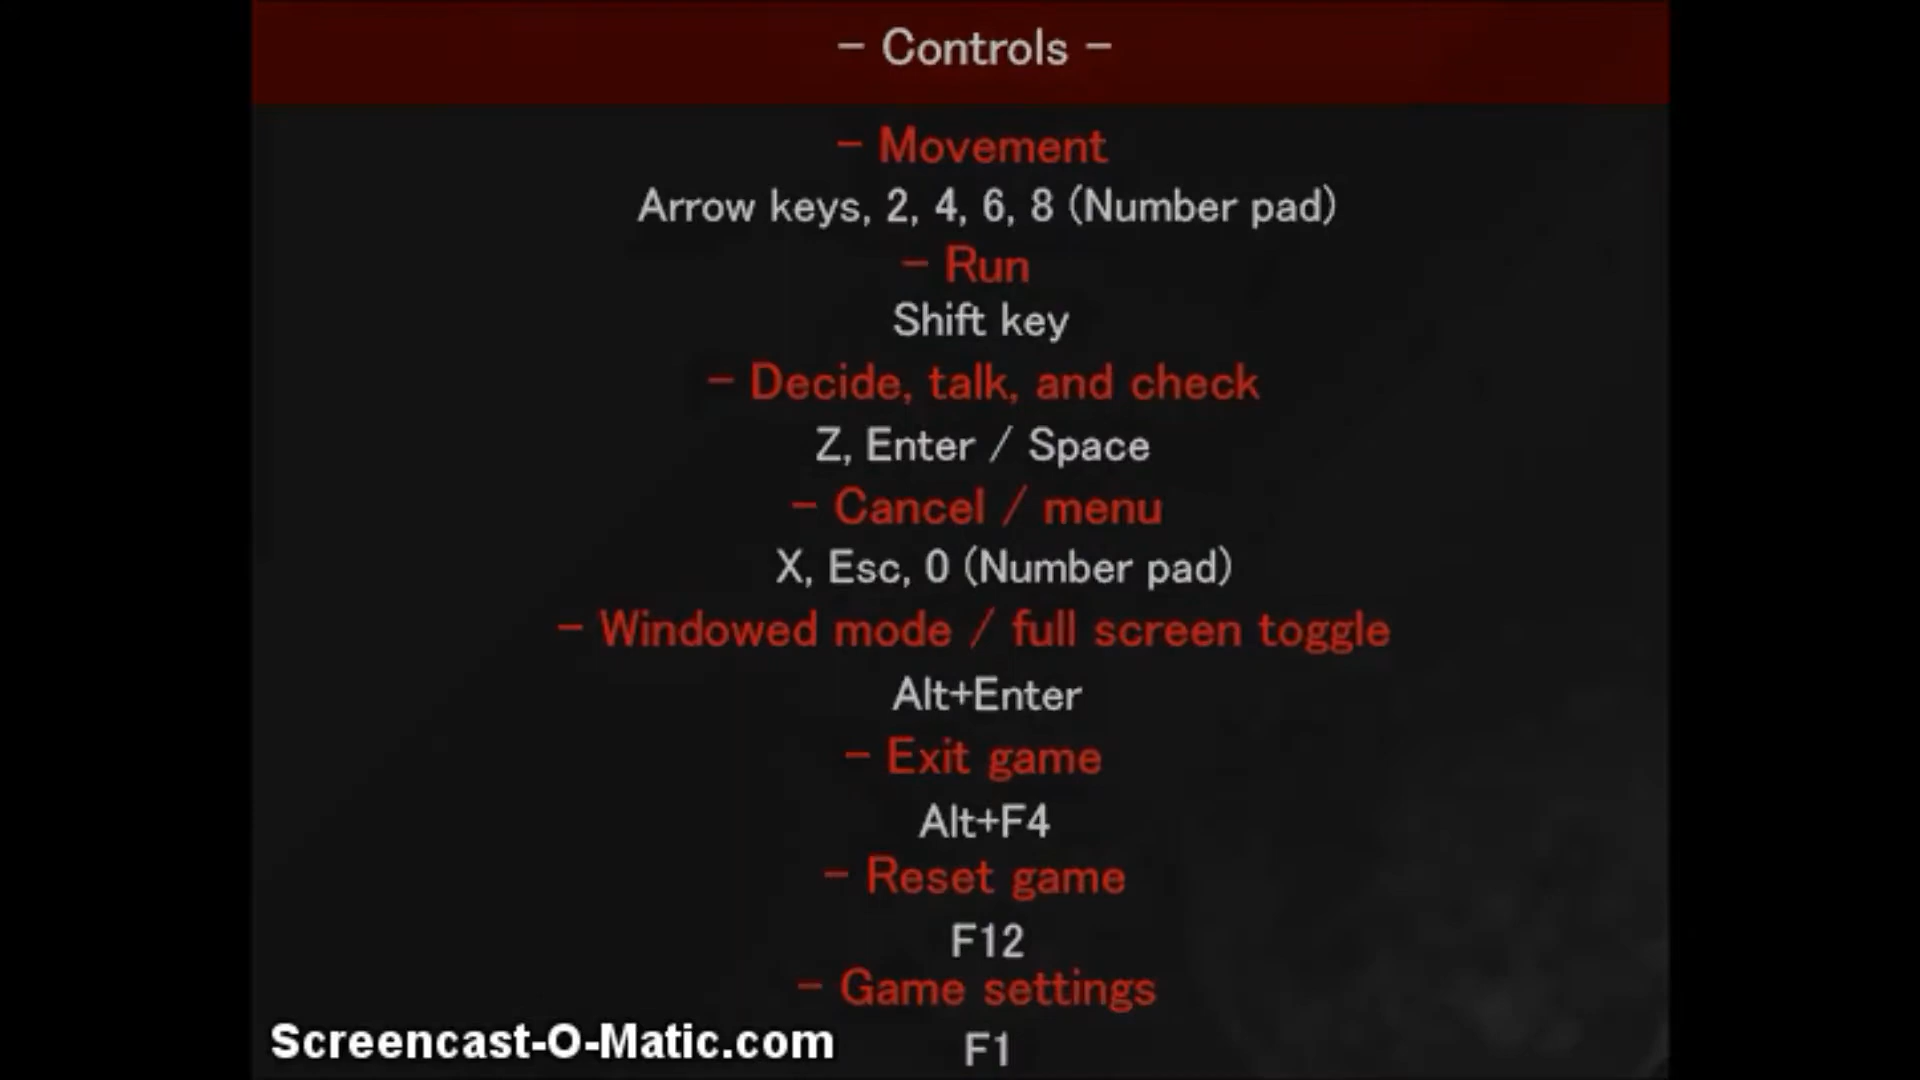 - Controls -
- Movement
Arrow keys, 2, 4, 6, 8 (Number pad)
- Run
Shift key
- Decide, talk, and check
Z, Enter / Space
- Cancel / menu
X, Esc, 0 (Number pad)
- Windowed mode / full screen toggle
Alt+Enter
- Exit game
Alt+F4
- Reset game
F12
- Game settings
F1
Screencast-O-Matic.com